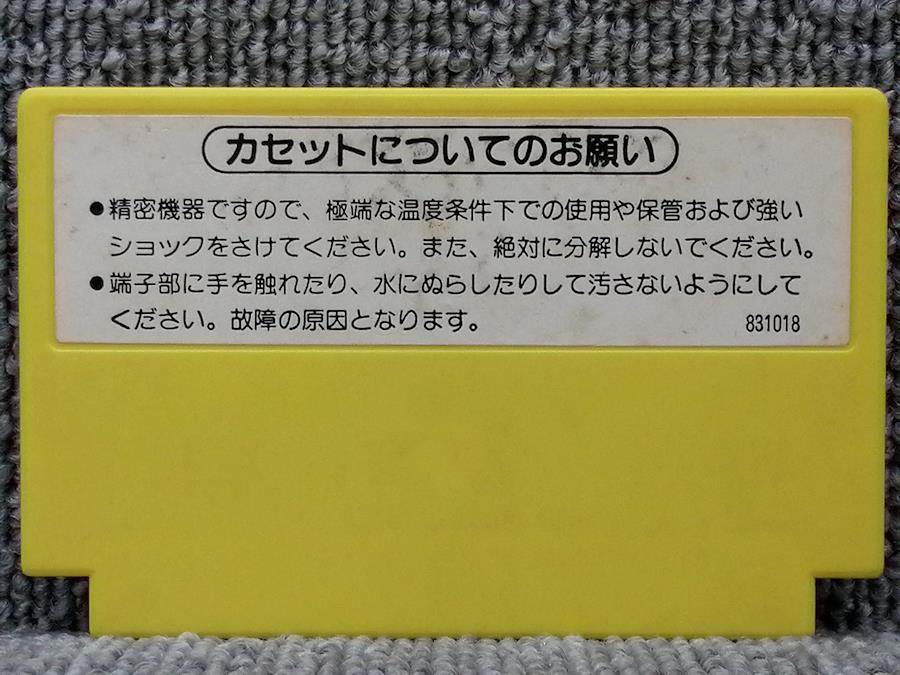 カセットについてのお願い
●精密機器ですので、極端な温度条件下での使用や保管および強い
ショックをさけてください。また、絶対に分解しないでください。
●端子部に手を触れたり、水にぬらしたりして汚さないようにして
ください。故障の原因となります。
831018